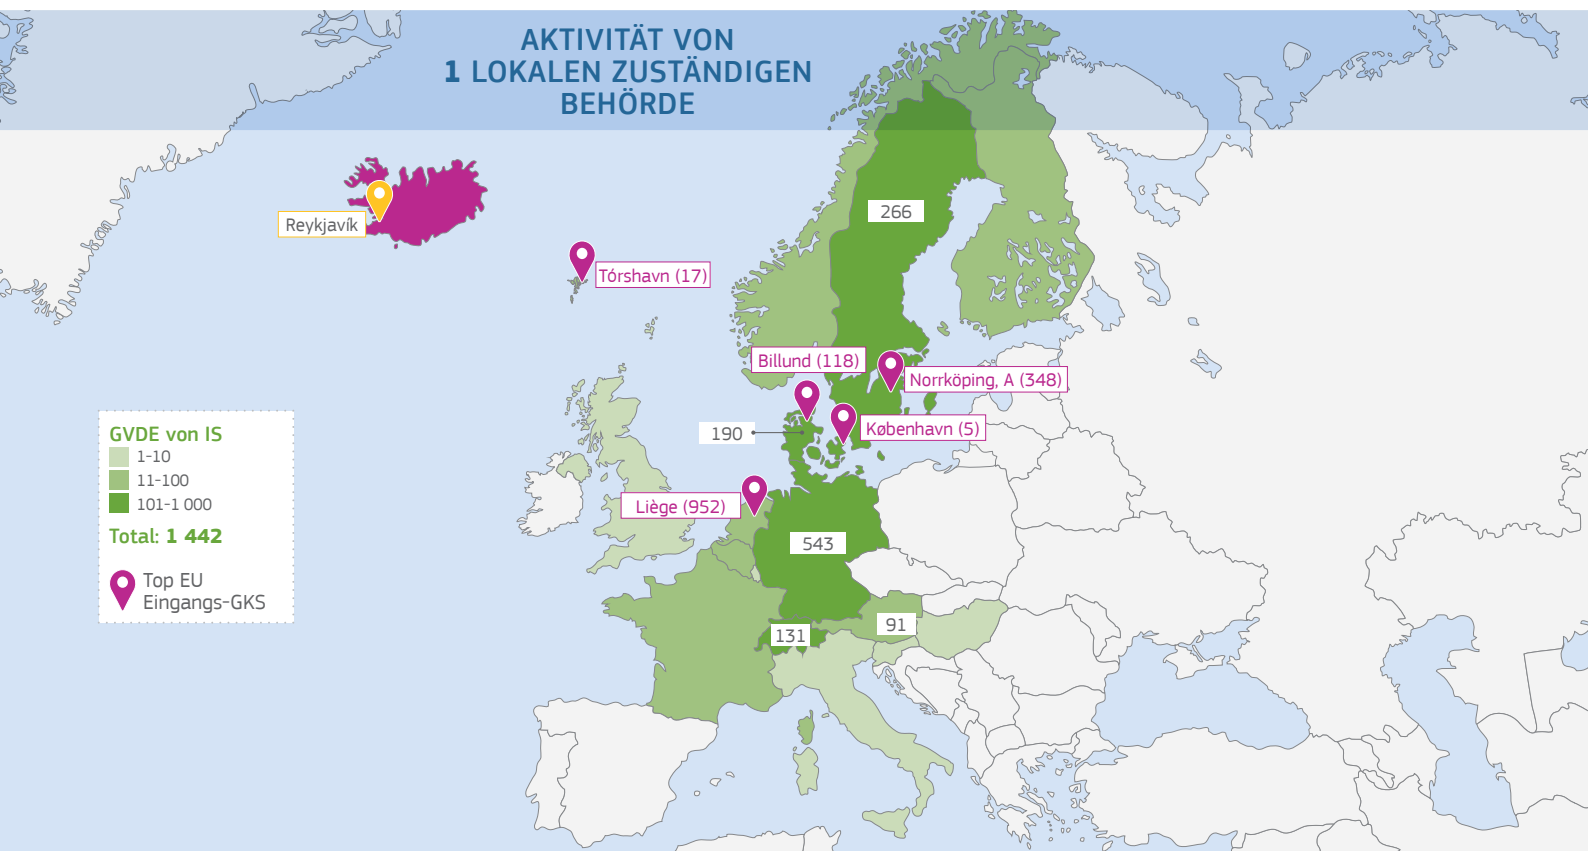 AKTIVITÄT VON
1 LOKALEN ZUSTÄNDIGEN
BEHÖRDE
266
Reykjavík
Tórshavn (17)
Billund (118)
Norrköping, A (348)
København (5)
190
Liège (952)
543
131
91
GVDE von IS
1-10
11-100
101-1 000
Total: 1 442
Top EU
Eingangs-GKS